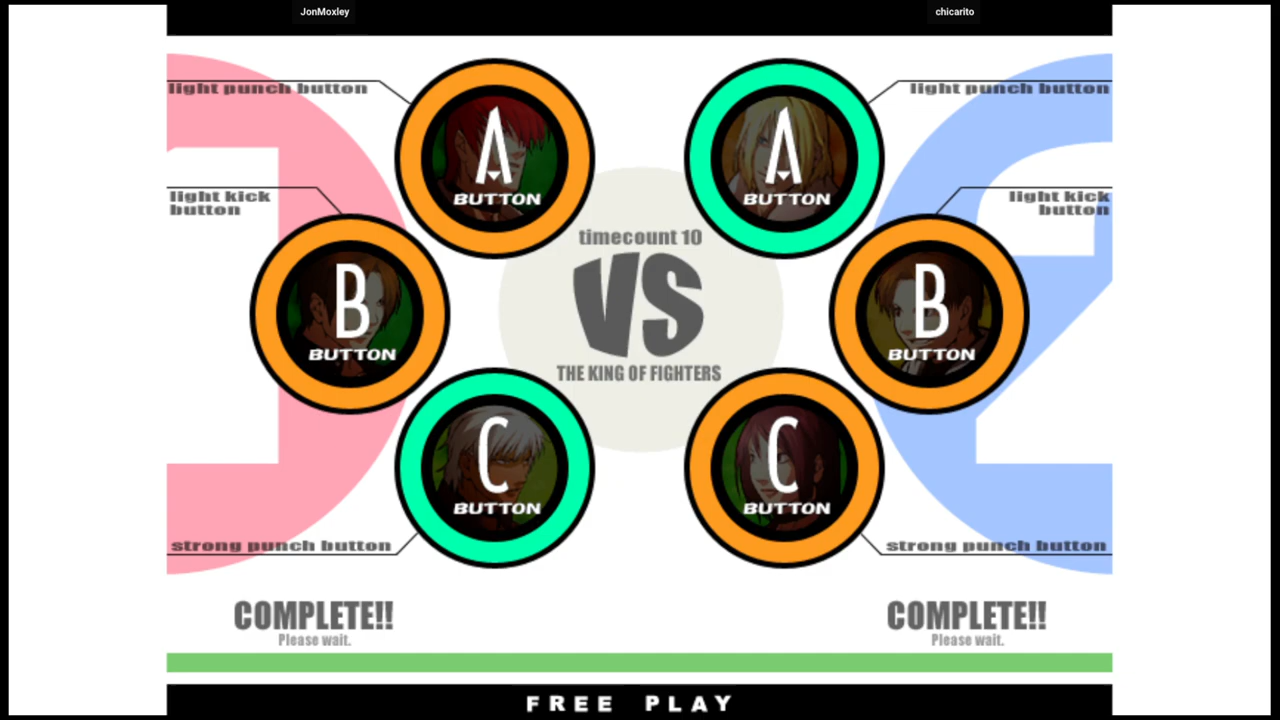 JonMoxley
chicarito
light punch button
light punch button
A
BUTTON
A
BUTTON
light kick
button
light kick
button
timecount 10
VS
THE KING OF FIGHTERS
B
BUTTON
B
BUTTON
1
2
C
BUTTON
C
BUTTON
strong punch button
strong punch button
COMPLETE!!
Please wait.
COMPLETE!!
Please wait.
FREE PLAY